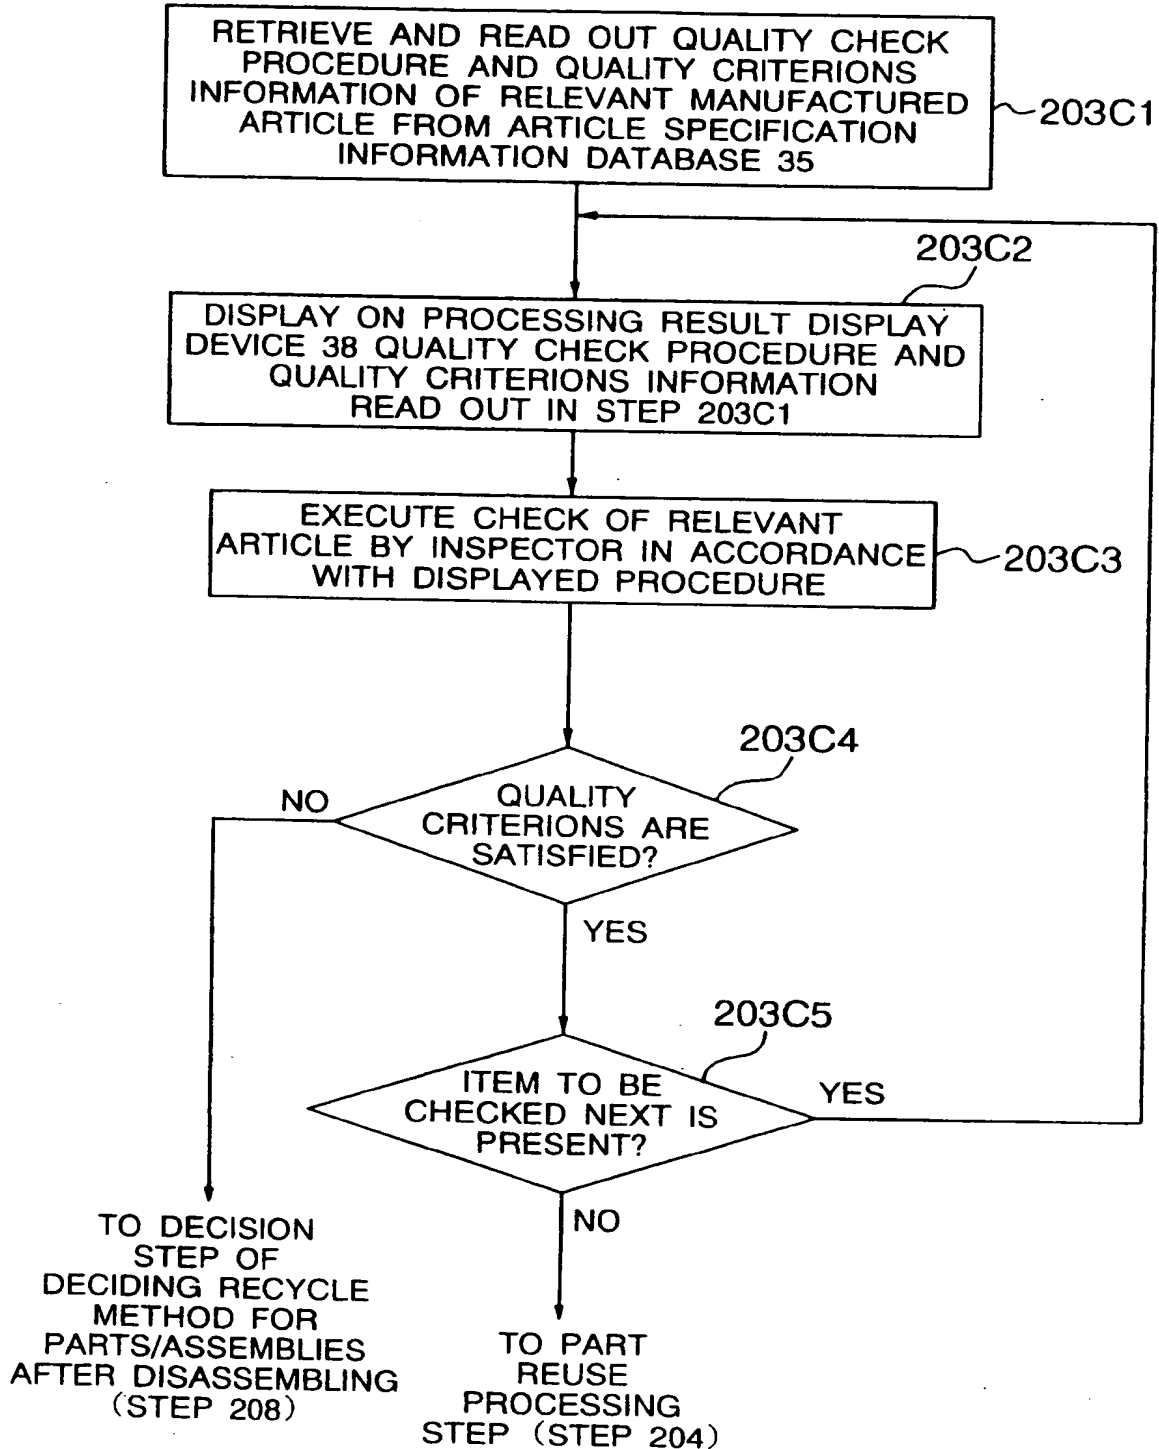 RETRIEVE AND READ OUT QUALITY CHECK
PROCEDURE AND QUALITY CRITERIONS
INFORMATION OF RELEVANT MANUFACTURED
ARTICLE FROM ARTICLE SPECIFICATION
INFORMATION DATABASE 35
203C1
203C2
DISPLAY ON PROCESSING RESULT DISPLAY
DEVICE 38 QUALITY CHECK PROCEDURE AND
QUALITY CRITERIONS INFORMATION
READ OUT IN STEP 203C1
EXECUTE CHECK OF RELEVANT
ARTICLE BY INSPECTOR IN ACCORDANCE
WITH DISPLAYED PROCEDURE
203C3
203C4
NO
QUALITY
CRITERIONS ARE
SATISFIED?
YES
203C5
ITEM TO BE
CHECKED NEXT IS
PRESENT?
YES
NO
TO DECISION
STEP OF
DECIDING RECYCLE
METHOD FOR
PARTS/ASSEMBLIES
AFTER DISASSEMBLING
(STEP 208)
TO PART
REUSE
PROCESSING
STEP (STEP 204)